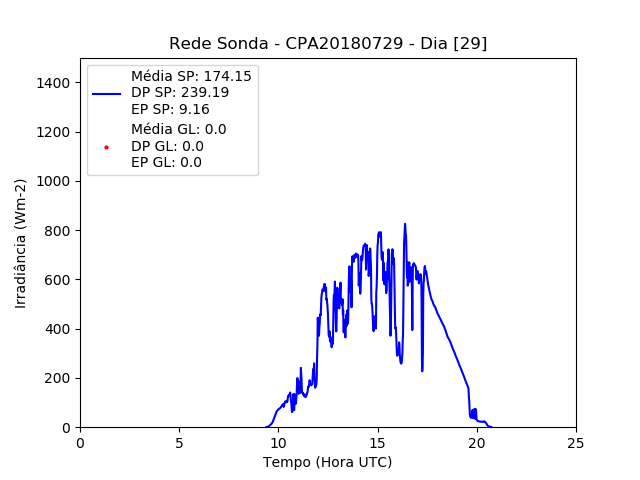 Rede Sonda - CPA20180729 - Dia [29]
Média SP: 174.15
DP SP: 239.19
EP SP: 9.16
Média GL: 0.0
DP GL: 0.0
EP GL: 0.0
Irradiância (Wm-2)
1400
1200
1000
800
600
400
200
0
0 5 10 15 20 25
Tempo (Hora UTC)